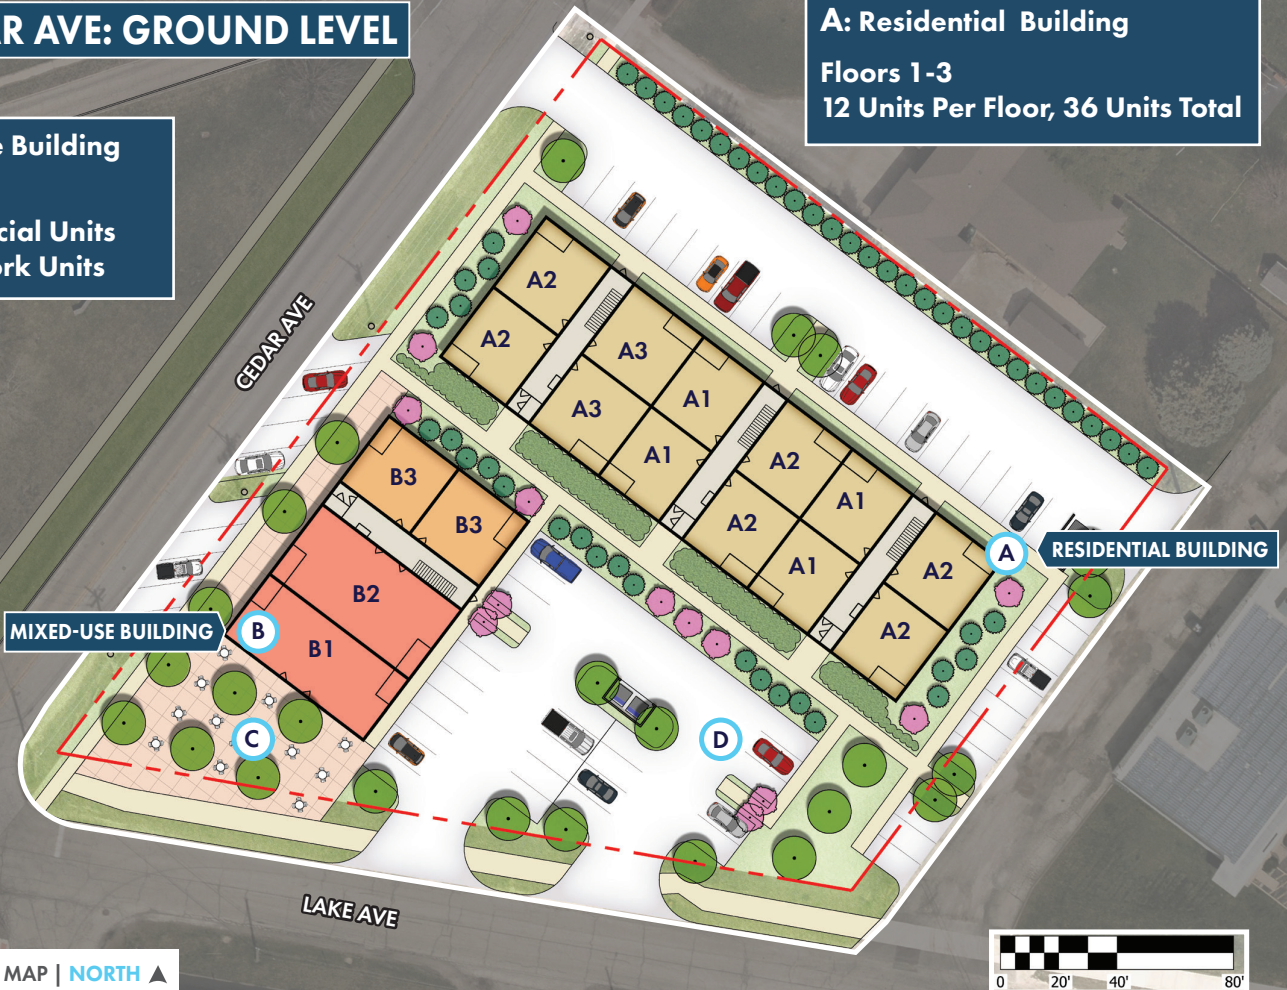 R AVE: GROUND LEVEL
A: Residential Building
Floors 1-3
12 Units Per Floor, 36 Units Total
Building
cial Units
rk Units
CEDAR AVE
A2
A2
A3
A3
A1
A1
A2
A2
A1
A1
A2
A2
B3
B3
B2
B1
A
RESIDENTIAL BUILDING
MIXED-USE BUILDING
B
C
D
LAKE AVE
MAP | NORTH
0 20' 40' 80'